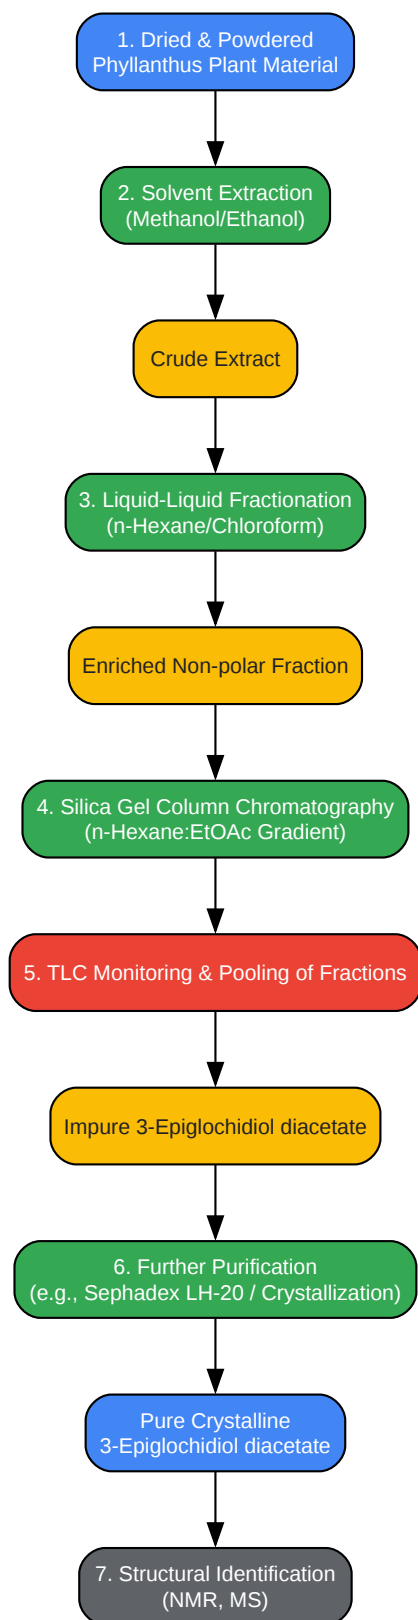 1. Dried & Powdered
Phyllanthus Plant Material
2. Solvent Extraction
(Methanol/Ethanol)
Crude Extract
3. Liquid-Liquid Fractionation
(n-Hexane/Chloroform)
Enriched Non-polar Fraction
4. Silica Gel Column Chromatography
(n-Hexane:EtOAc Gradient)
5. TLC Monitoring & Pooling of Fractions
Impure 3-Epiglochidiol diacetate
6. Further Purification
(e.g., Sephadex LH-20 / Crystallization)
Pure Crystalline
3-Epiglochidiol diacetate
7. Structural Identification
(NMR, MS)